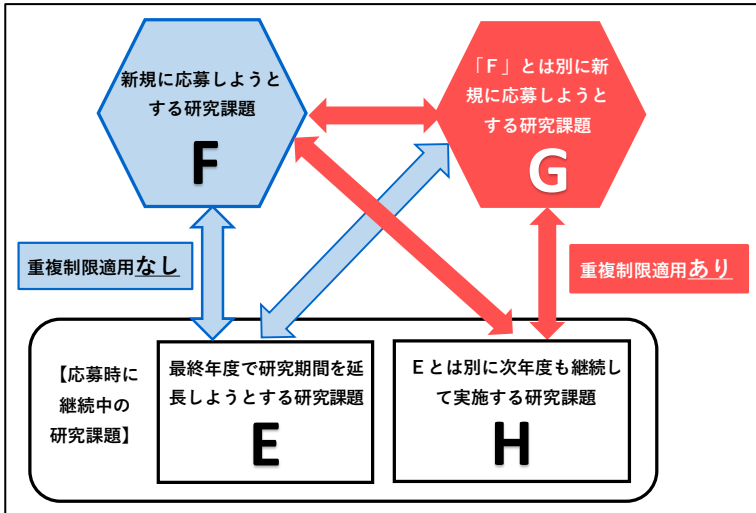 新規に応募しようと
する研究課題
F
「F」とは別に新
規に応募しようと
する研究課題
G
重複制限適用なし
重複制限適用あり
【応募時に
継続中の
研究課題】
最終年度で研究期間を延
長しようとする研究課題
E
Eとは別に次年度も継続し
て実施する研究課題
H